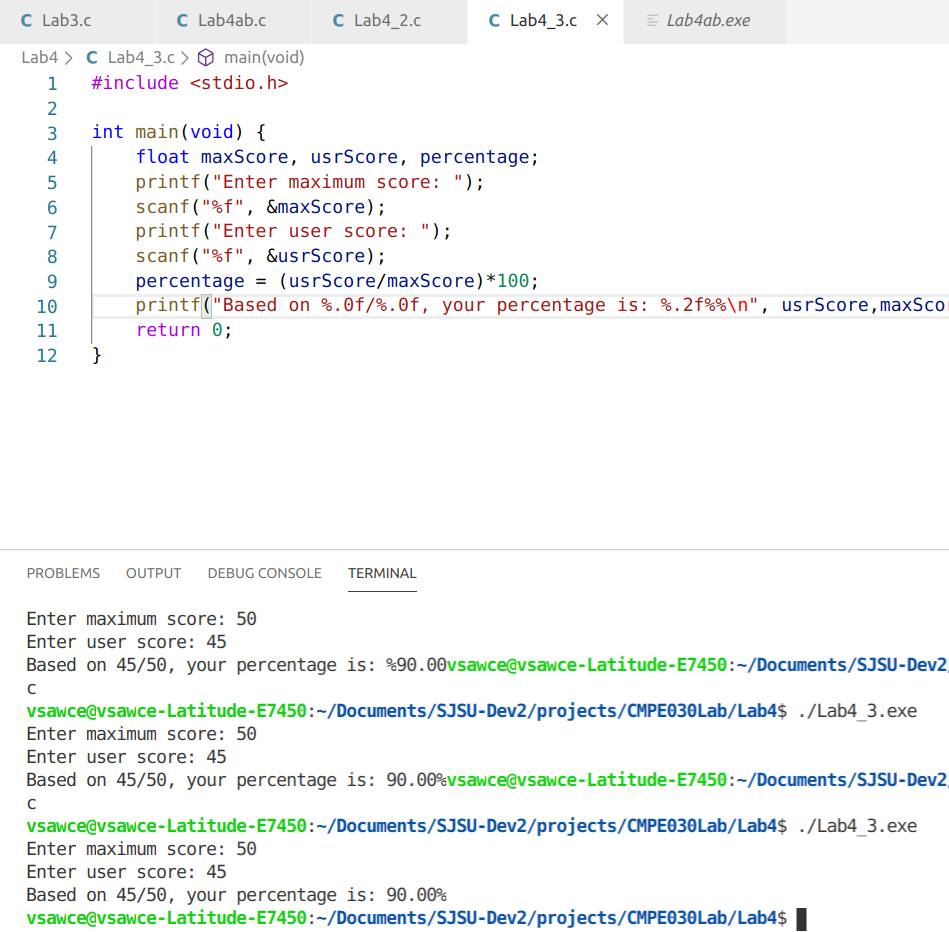 C Lab3.c C Lab4ab.c C Lab4_2.c C Lab4_3.c × Lab4ab.exe
Lab4 > C Lab4_3.c > main(void)
1 #include <stdio.h>
2
3 int main(void) {
4     float maxScore, usrScore, percentage;
5     printf("Enter maximum score: ");
6     scanf("%f", &maxScore);
7     printf("Enter user score: ");
8     scanf("%f", &usrScore);
9     percentage = (usrScore/maxScore)*100;
10     printf("Based on %.0f/%.0f, your percentage is: %.2f%%\n", usrScore,maxScor
11     return 0;
12 }
PROBLEMS OUTPUT DEBUG CONSOLE TERMINAL
Enter maximum score: 50
Enter user score: 45
Based on 45/50, your percentage is: %90.00vsawce@vsawce-Latitude-E7450:~/Documents/SJSU-Dev2/
c
vsawce@vsawce-Latitude-E7450:~/Documents/SJSU-Dev2/projects/CMPE030Lab/Lab4$ ./Lab4_3.exe
Enter maximum score: 50
Enter user score: 45
Based on 45/50, your percentage is: 90.00%vsawce@vsawce-Latitude-E7450:~/Documents/SJSU-Dev2/
c
vsawce@vsawce-Latitude-E7450:~/Documents/SJSU-Dev2/projects/CMPE030Lab/Lab4$ ./Lab4_3.exe
Enter maximum score: 50
Enter user score: 45
Based on 45/50, your percentage is: 90.00%
vsawce@vsawce-Latitude-E7450:~/Documents/SJSU-Dev2/projects/CMPE030Lab/Lab4$